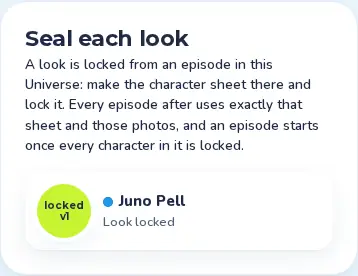 Seal each look
A look is locked from an episode in this
Universe: make the character sheet there and
lock it. Every episode after uses exactly that
sheet and those photos, and an episode starts
once every character in it is locked.
locked
v1
Juno Pell
Look locked